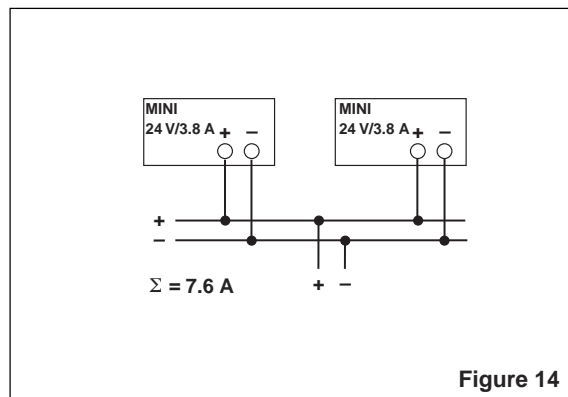 MINI
24 V/3.8 A + −
MINI
24 V/3.8 A + −
+
−
Σ = 7.6 A
+ −
Figure 14